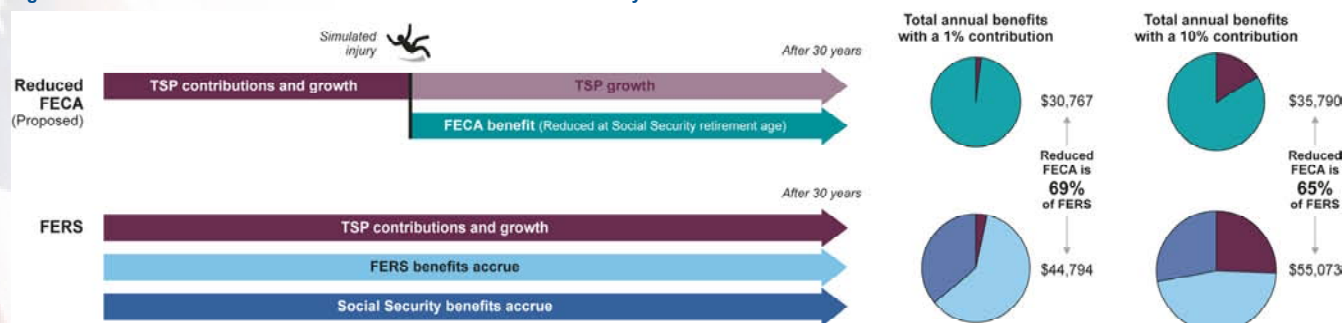 Total annual benefits
with a 1% contribution
Total annual benefits
with a 10% contribution
Simulated
injury
After 30 years
Reduced
FECA
(Proposed)
TSP contributions and growth
TSP growth
FECA benefit (Reduced at Social Security retirement age)
$30,767
$35,790
Reduced
FECA is
69%
of FERS
Reduced
FECA is
65%
of FERS
After 30 years
FERS
TSP contributions and growth
FERS benefits accrue
Social Security benefits accrue
$44,794
$55,073